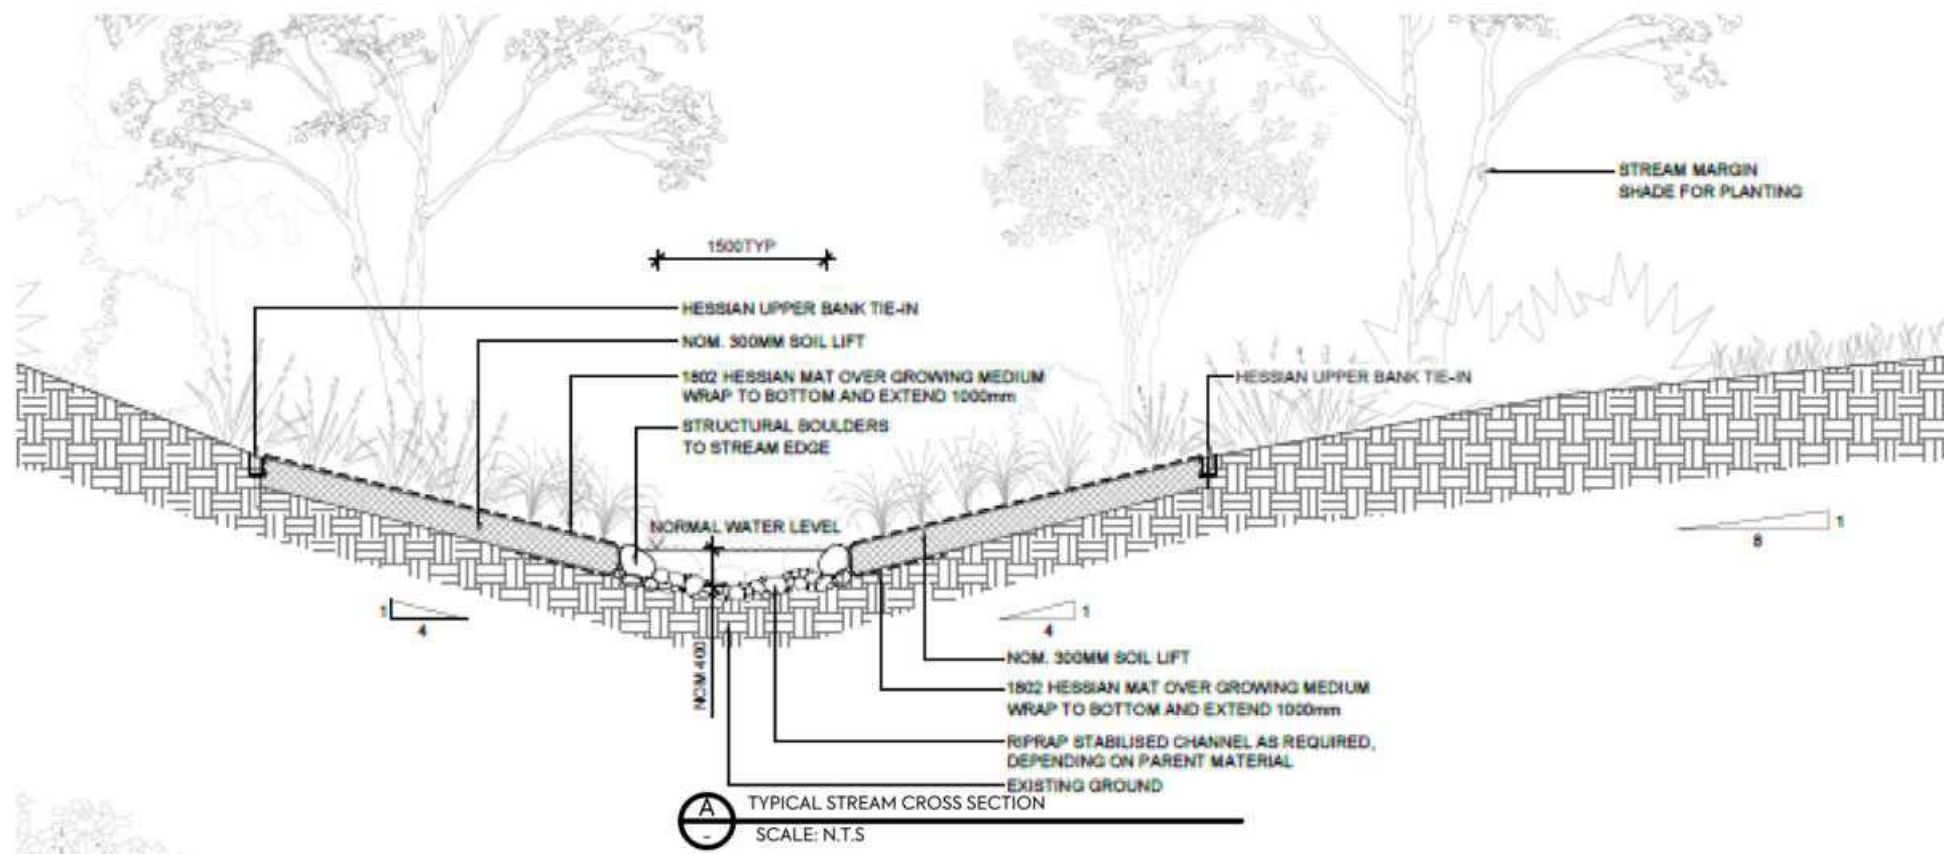 STREAM MARGIN
SHADE FOR PLANTING
1500TYP
HESSIAN UPPER BANK TIE-IN
NOM. 300MM SOIL LIFT
1802 HESSIAN MAT OVER GROWING MEDIUM
WRAP TO BOTTOM AND EXTEND 1000mm
HESSIAN UPPER BANK TIE-IN
STRUCTURAL BOULDERS
TO STREAM EDGE
NORMAL WATER LEVEL
1
8
1
4
1
4
NOM 400
NOM. 300MM SOIL LIFT
1802 HESSIAN MAT OVER GROWING MEDIUM
WRAP TO BOTTOM AND EXTEND 1000mm
RIPRAP STABILISED CHANNEL AS REQUIRED,
DEPENDING ON PARENT MATERIAL
EXISTING GROUND
A
-
TYPICAL STREAM CROSS SECTION
SCALE: N.T.S